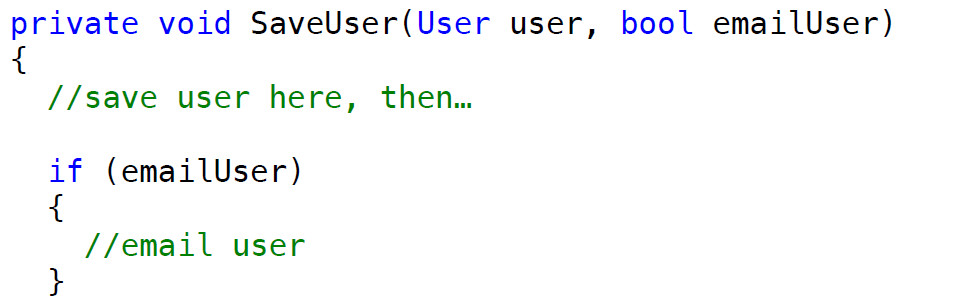 private void SaveUser(User user, bool emailUser)
{
//save user here, then…
if (emailUser)
{
//email user
}